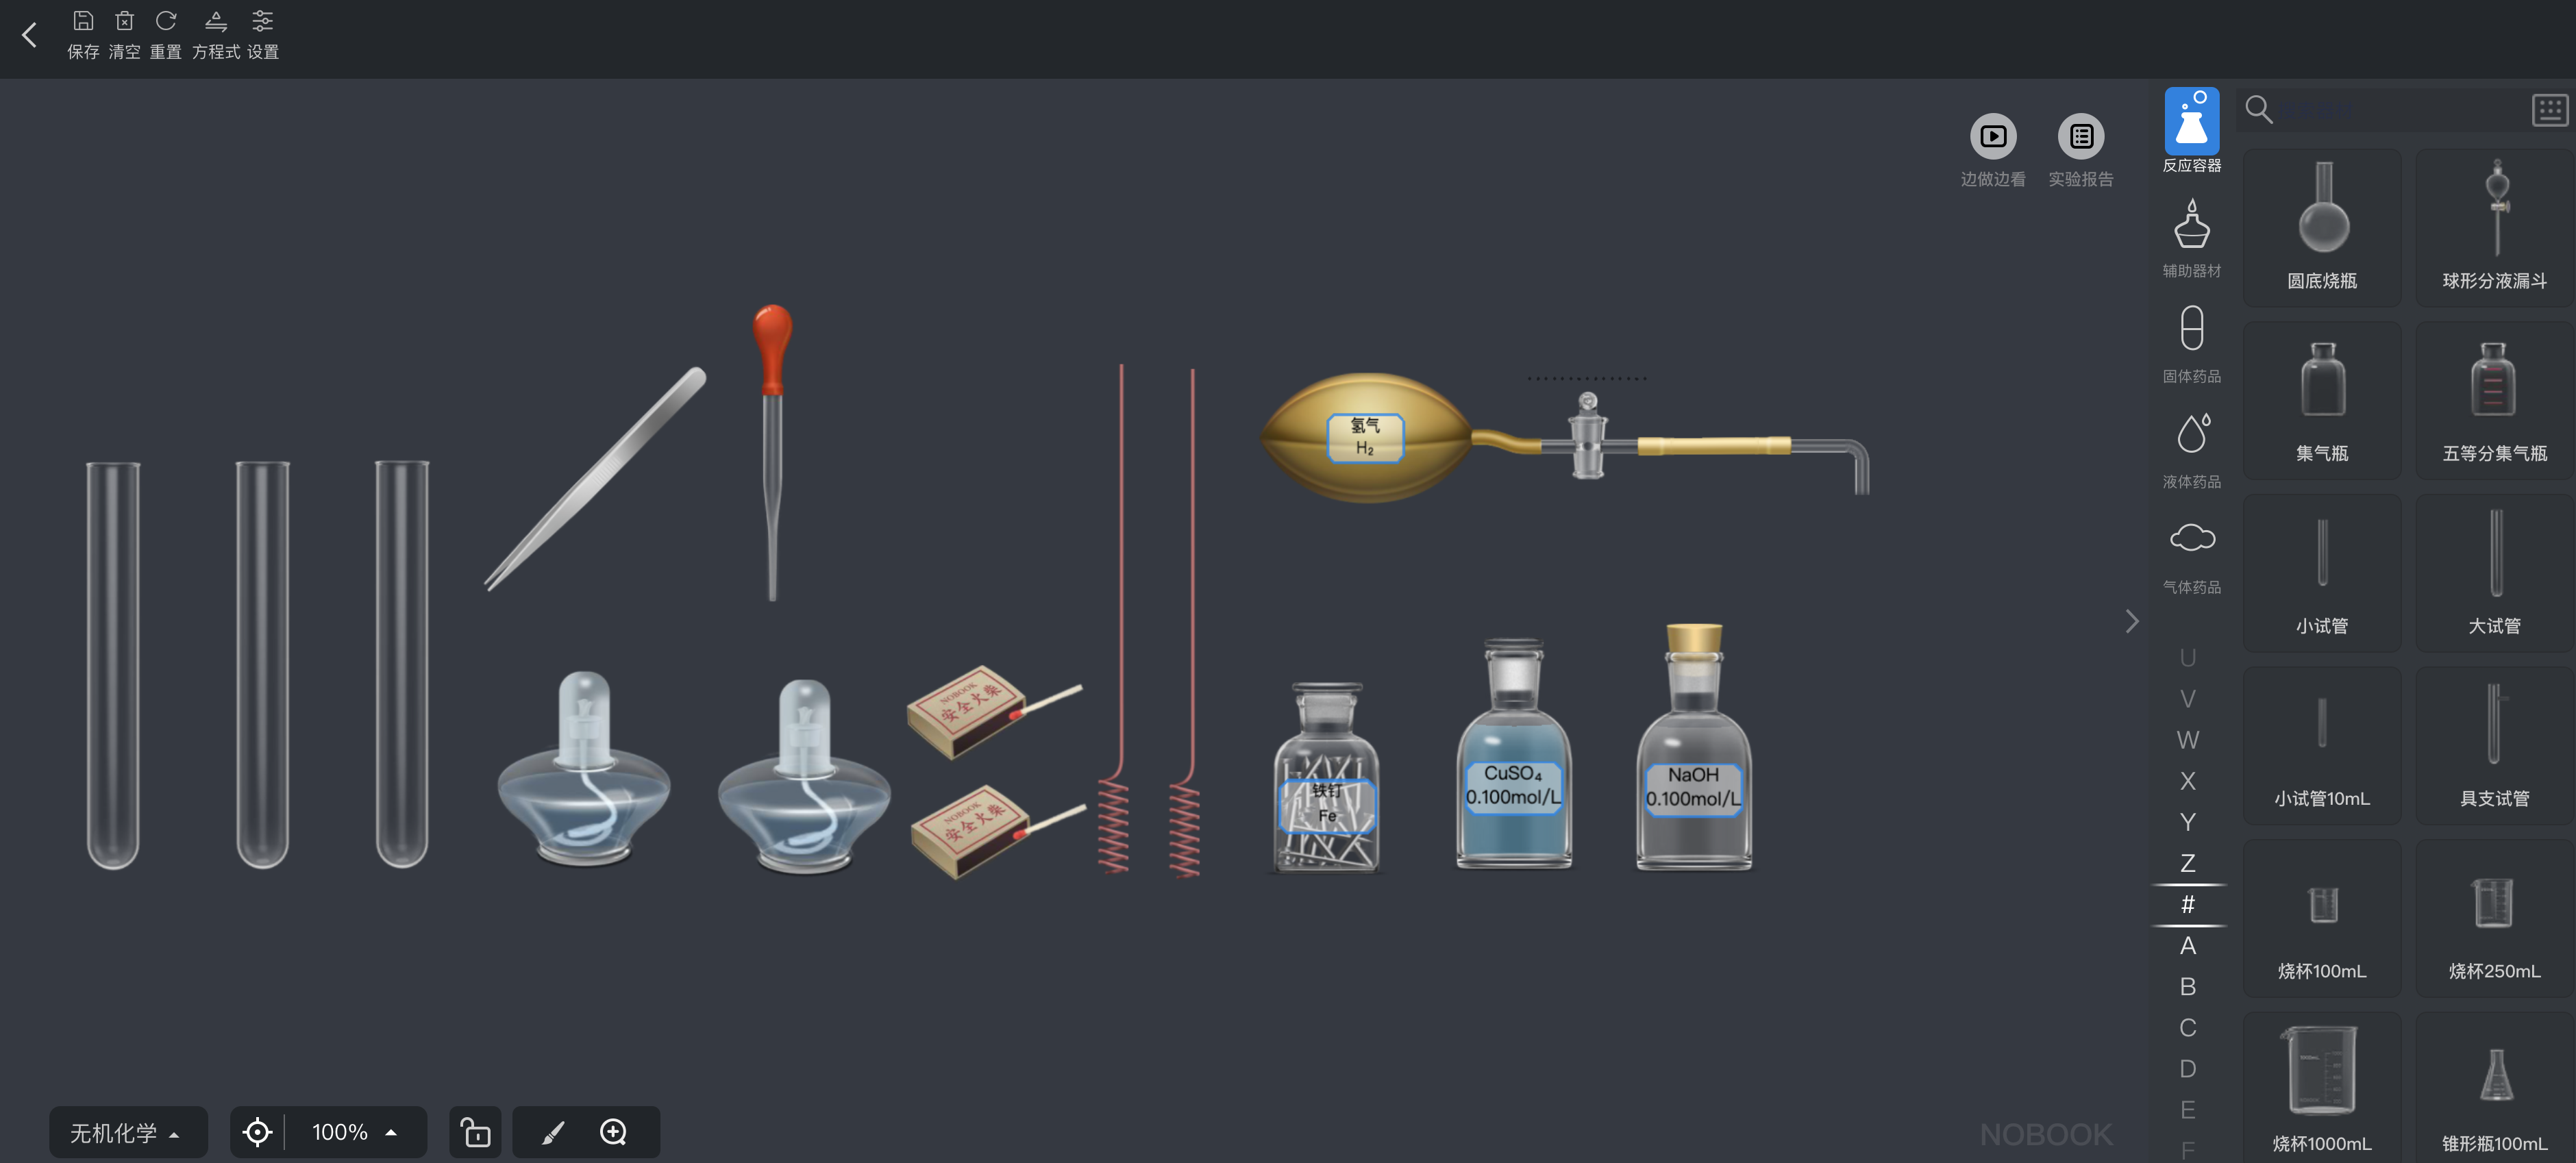 保存 清空 重置 方程式 设置
边做边看 实验报告
氢气
H₂
NOBOOK
安全火柴
NOBOOK
安全火柴
铁钉
Fe
CuSO₄
0.100mol/L
NaOH
0.100mol/L
反应容器
辅助器材
固体药品
液体药品
气体药品
U
V
W
X
Y
Z
#
A
B
C
D
E
F
圆底烧瓶 球形分液漏斗
集气瓶 五等分集气瓶
小试管 大试管
小试管10mL 具支试管
烧杯100mL 烧杯250mL
烧杯1000mL 锥形瓶100mL
无机化学 100%
NOBOOK